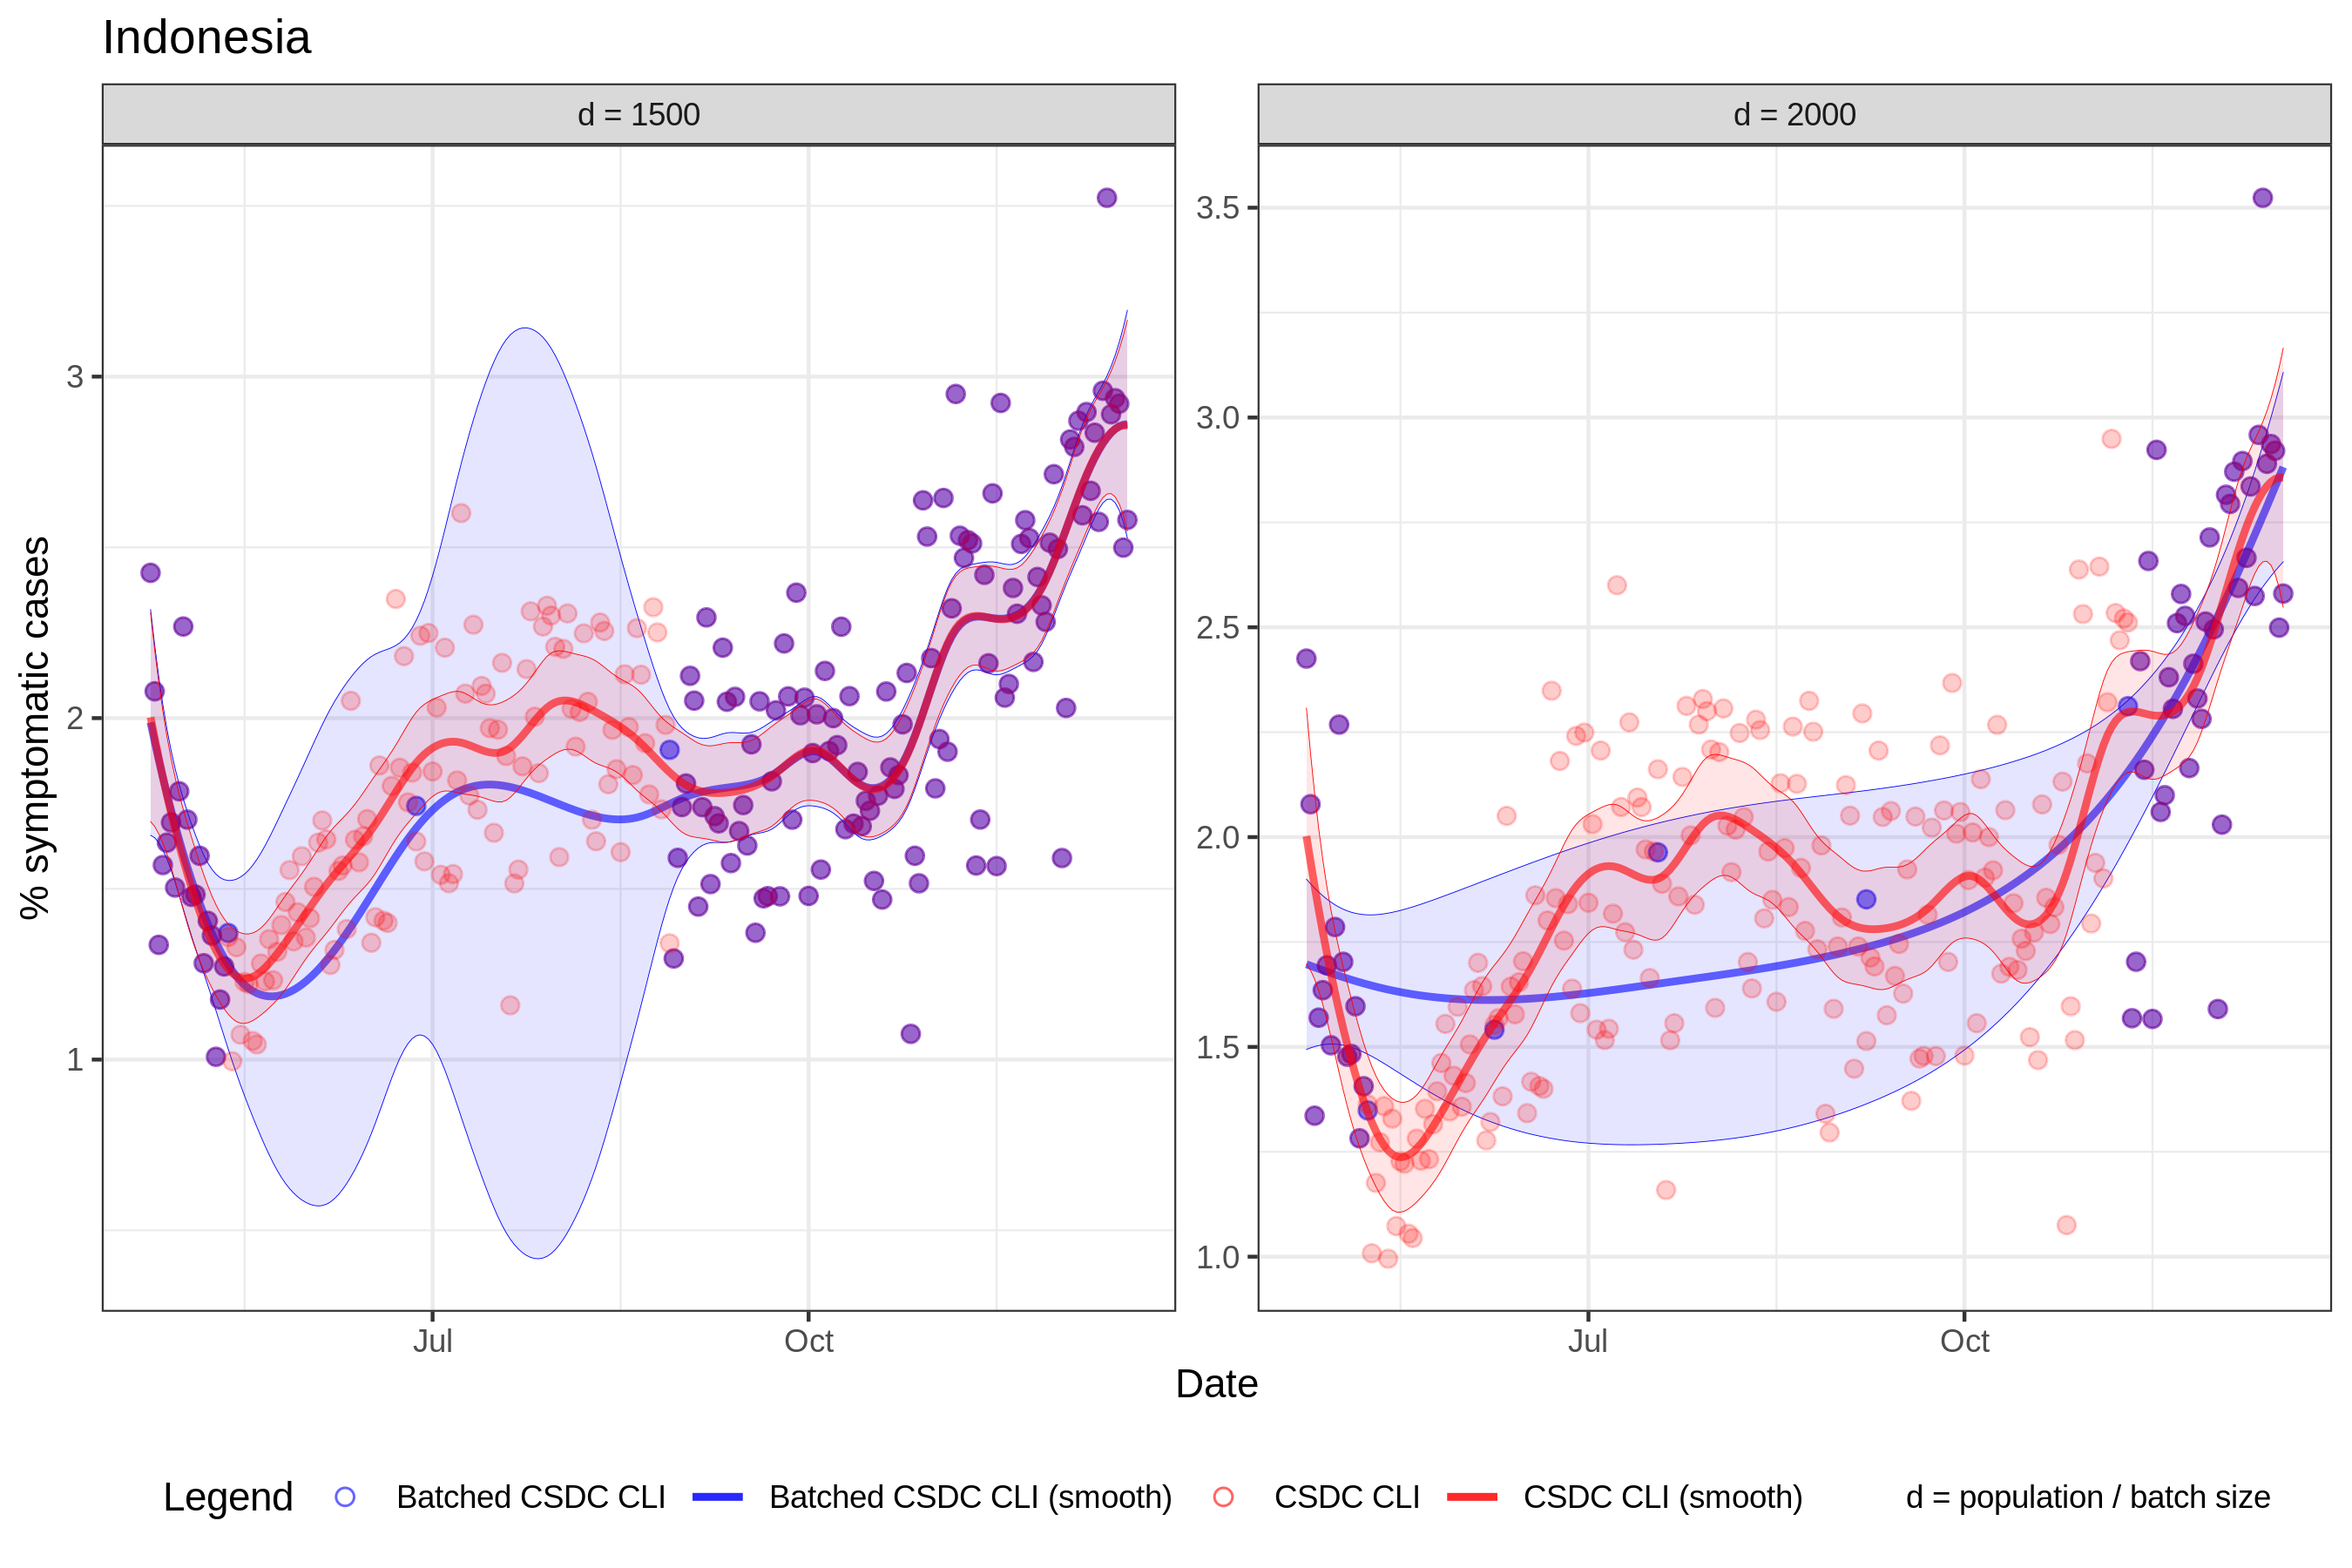 Indonesia
d = 1500
d = 2000
% symptomatic cases
3
2
1
3.5
3.0
2.5
2.0
1.5
1.0
Jul
Oct
Jul
Oct
Date
Legend
Batched CSDC CLI
Batched CSDC CLI (smooth)
CSDC CLI
CSDC CLI (smooth)
d = population / batch size